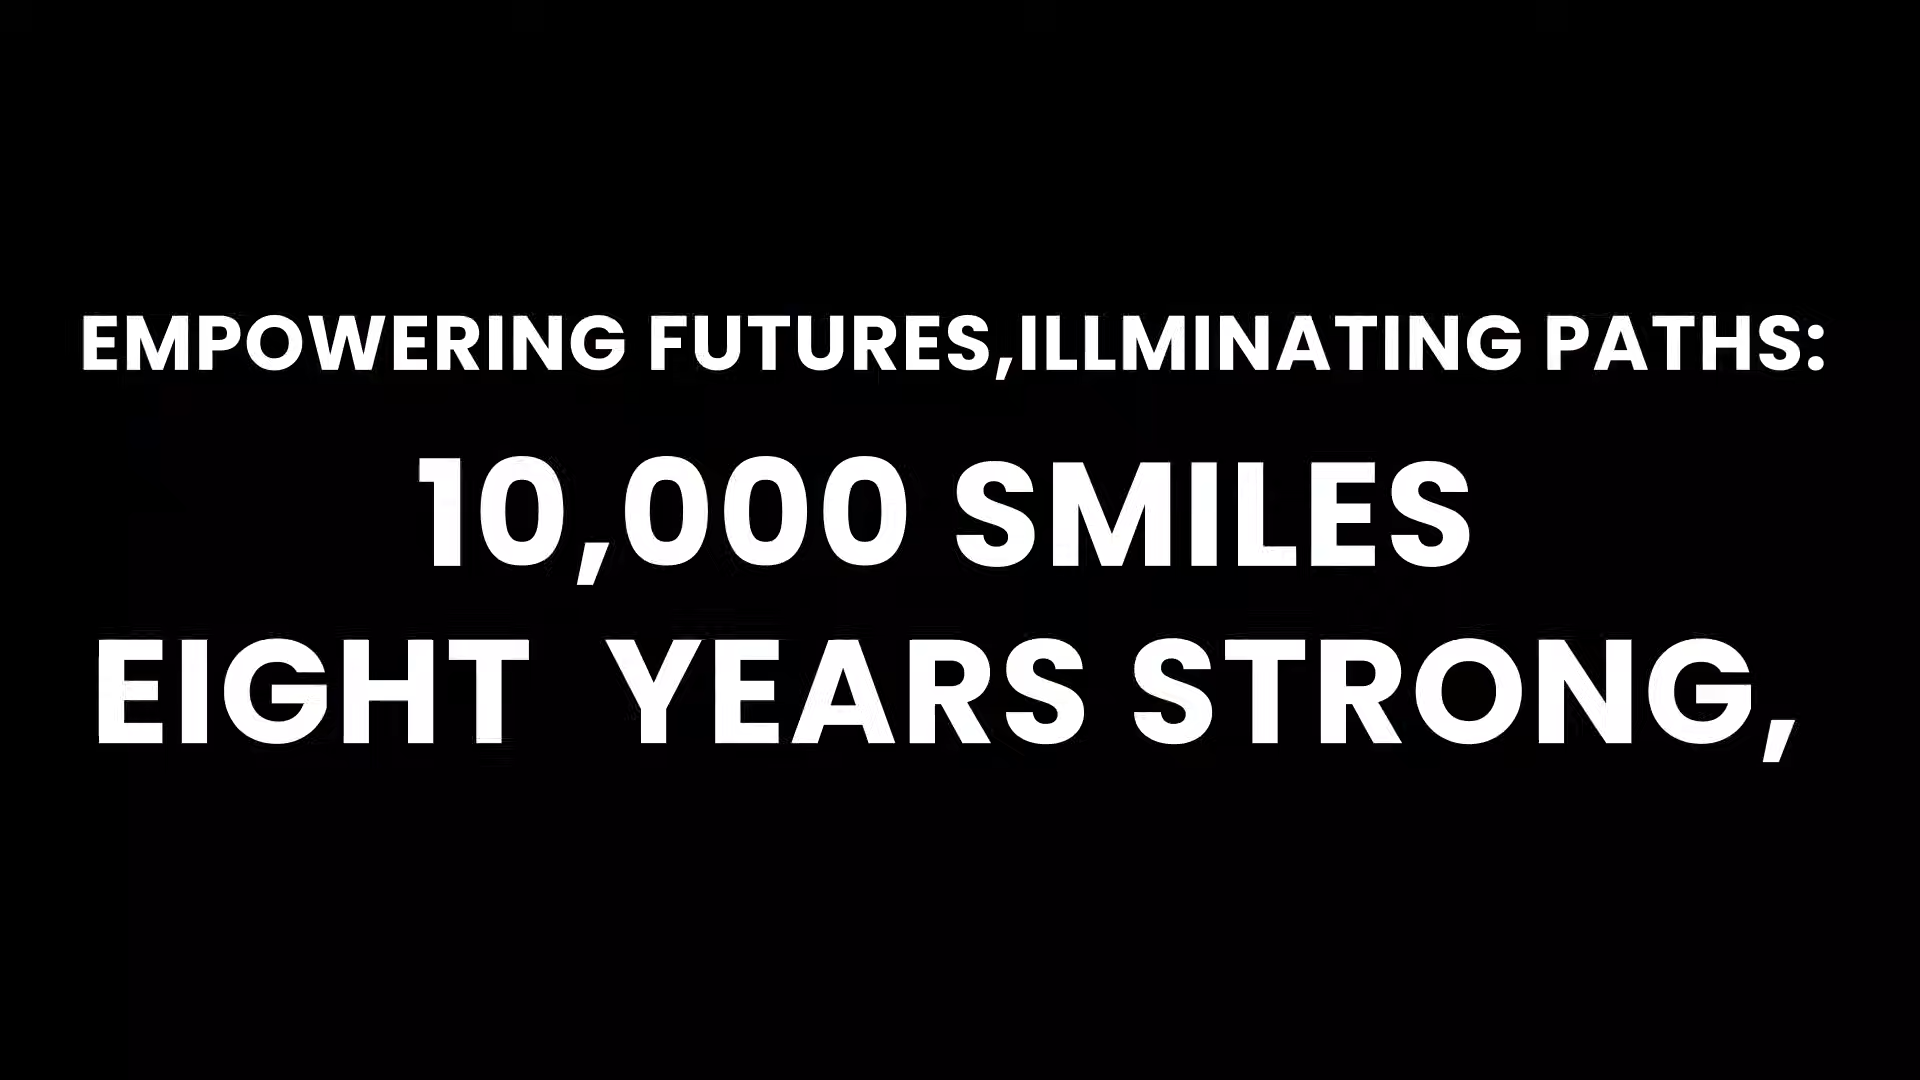 EMPOWERING FUTURES,ILLMINATING PATHS:
10,000 SMILES
EIGHT  YEARS STRONG,